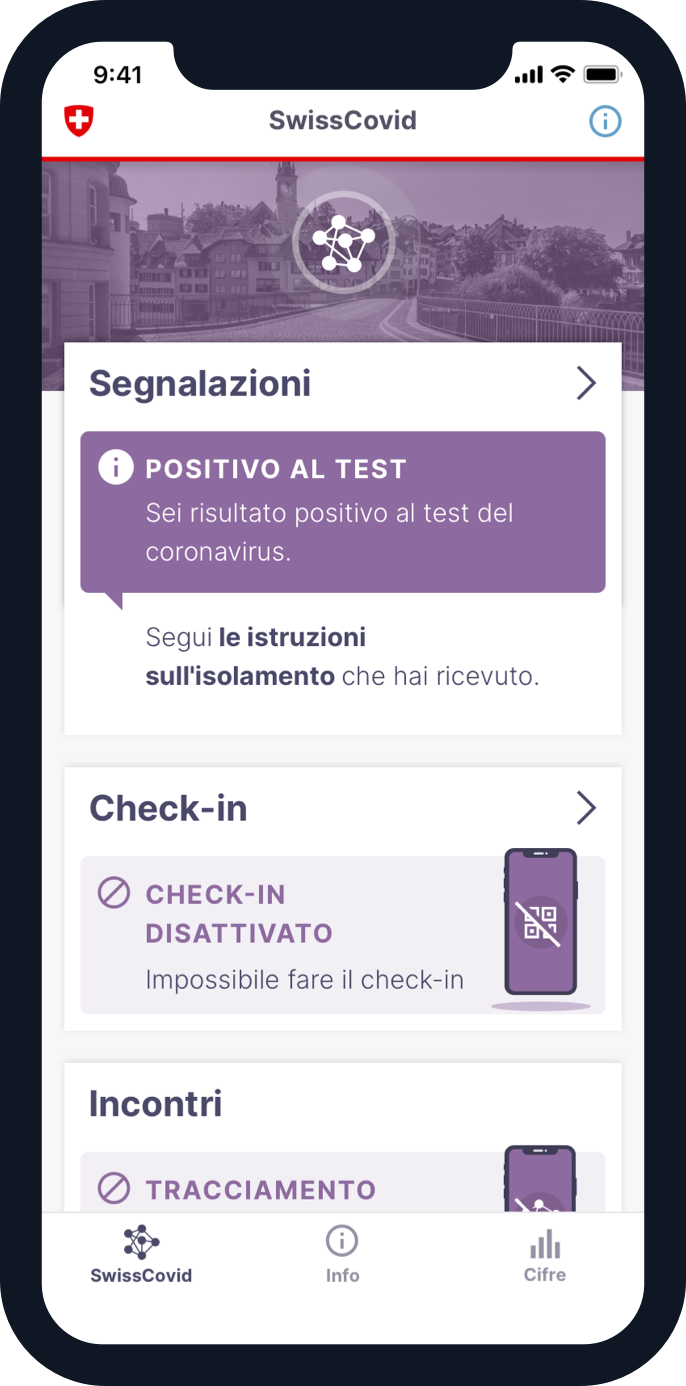 9:41
SwissCovid
Segnalazioni
POSITIVO AL TEST
Sei risultato positivo al test del
coronavirus.
Segui le istruzioni
sull'isolamento che hai ricevuto.
Check-in
CHECK-IN
DISATTIVATO
Impossibile fare il check-in
Incontri
TRACCIAMENTO
SwissCovid
Info
Cifre